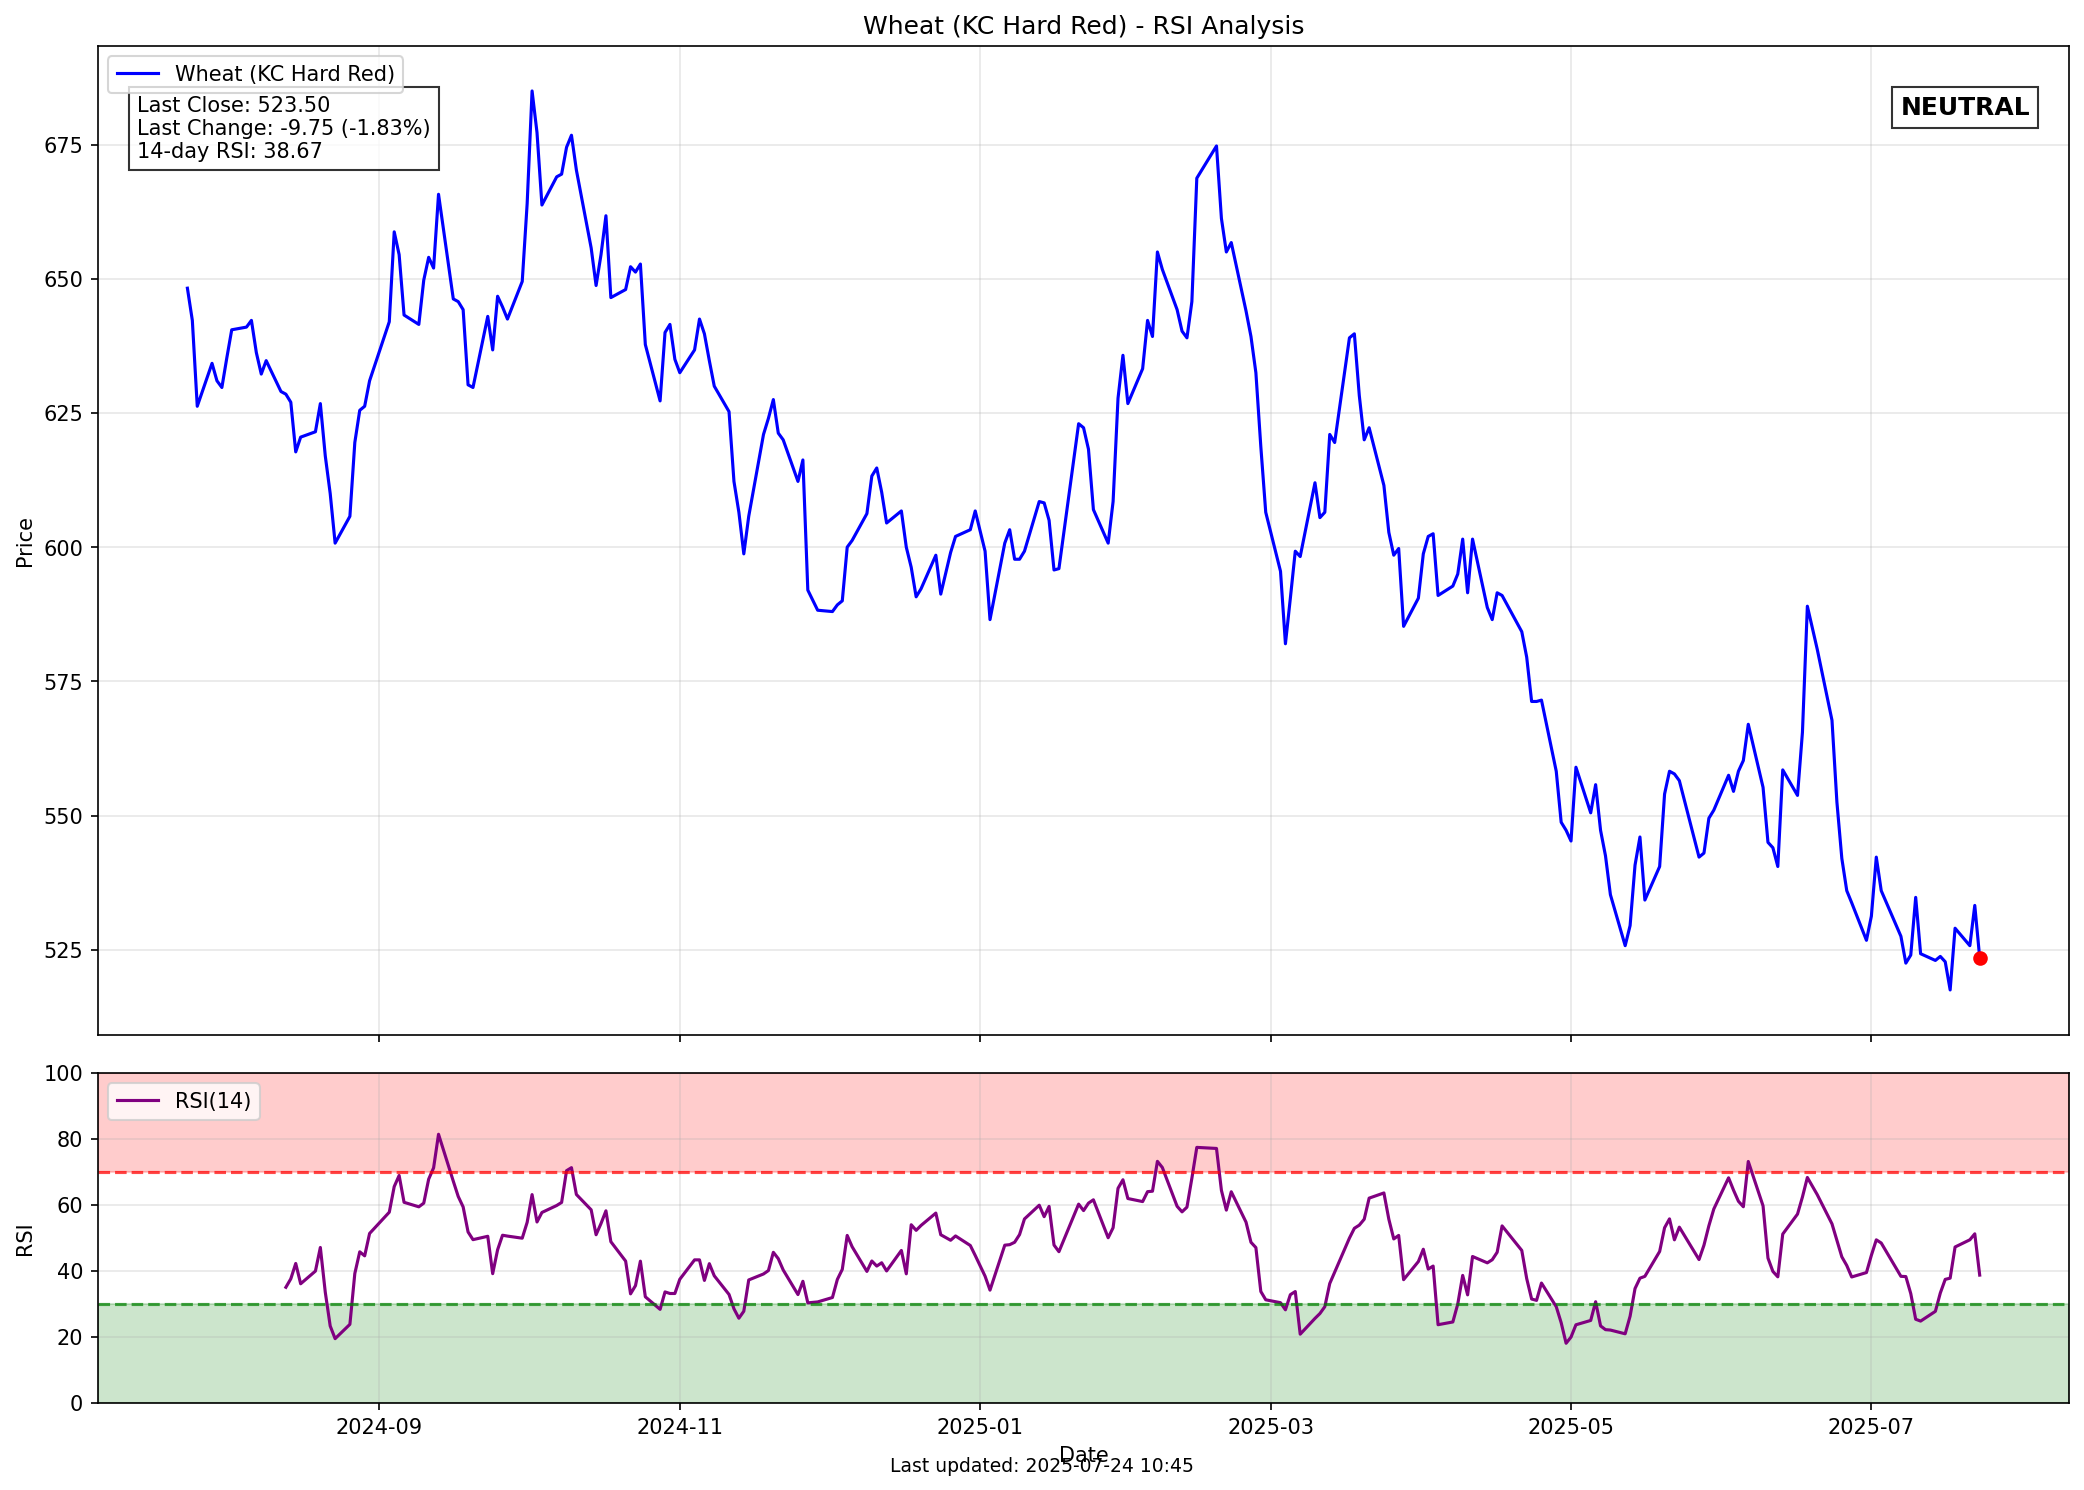 Wheat (KC Hard Red) - RSI Analysis
Wheat (KC Hard Red)
Last Close: 523.50
Last Change: -9.75 (-1.83%)
14-day RSI: 38.67
NEUTRAL
675
650
625
600
575
550
525
Price
100
80
60
40
20
0
RSI
RSI(14)
2024-09
2024-11
2025-01
2025-03
2025-05
2025-07
Date
Last updated: 2025-07-24 10:45